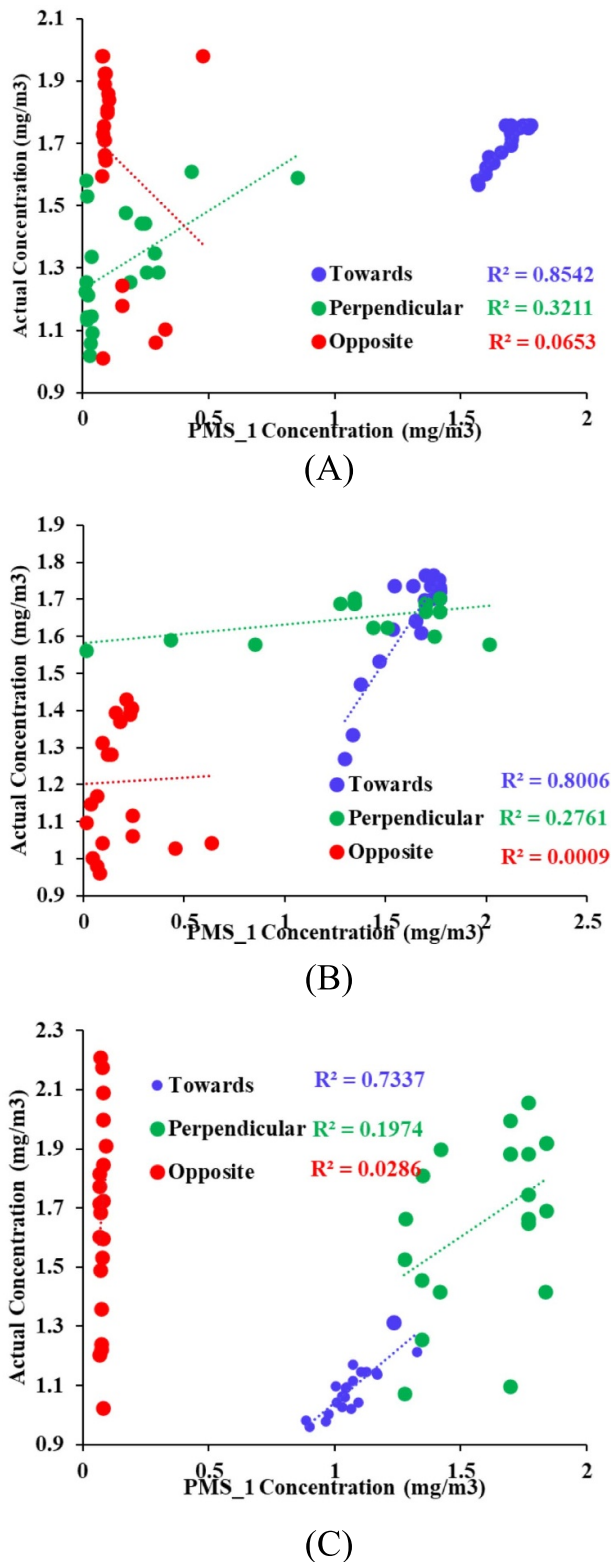 2.1
1.9
1.7
1.5
1.3
1.1
0.9
Actual Concentration (mg/m3)
Towards R² = 0.8542
Perpendicular R² = 0.3211
Opposite R² = 0.0653
0 0.5 1 1.5 2
PMS_1 Concentration (mg/m3)
(A)
1.9
1.8
1.7
1.6
1.5
1.4
1.3
1.2
1.1
1
0.9
Actual Concentration (mg/m3)
Towards R² = 0.8006
Perpendicular R² = 0.2761
Opposite R² = 0.0009
0 0.5 1 1.5 2 2.5
PMS_1 Concentration (mg/m3)
(B)
2.3
2.1
1.9
1.7
1.5
1.3
1.1
0.9
Actual Concentration (mg/m3)
Towards R² = 0.7337
Perpendicular R² = 0.1974
Opposite R² = 0.0286
0 0.5 1 1.5 2
PMS_1 Concentration (mg/m3)
(C)